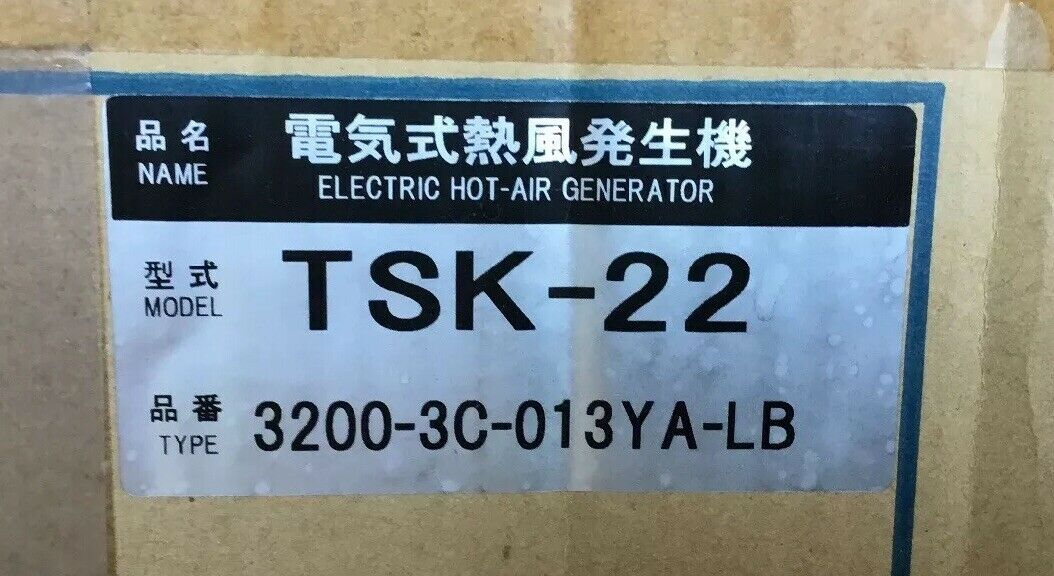 品名 電気式熱風発生機
NAME ELECTRIC HOT-AIR GENERATOR
型式 TSK-22
MODEL
品番 3200-3C-013YA-LB
TYPE